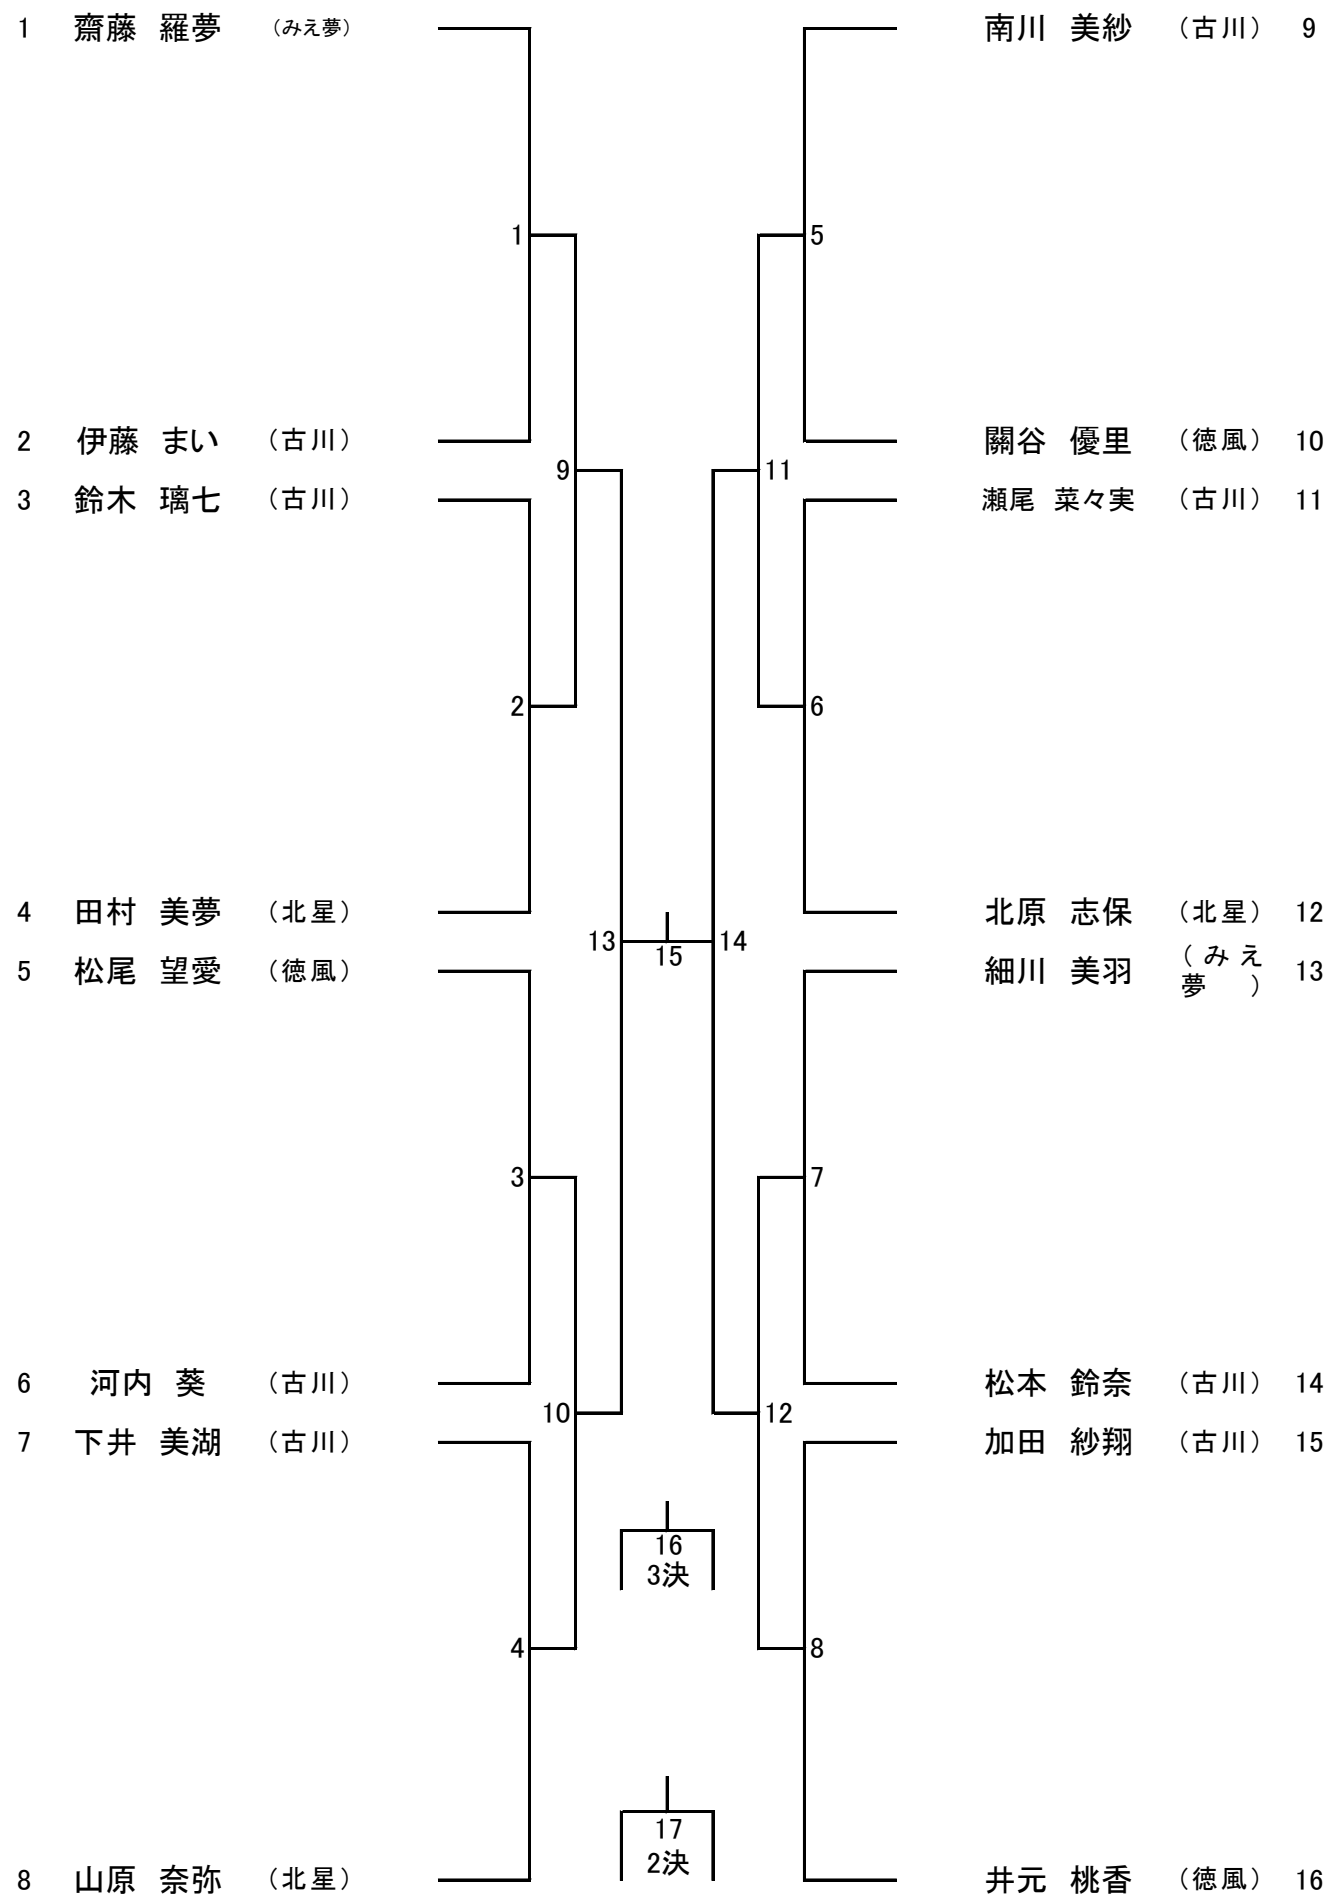 1 齋藤 羅夢 （みえ夢）
南川 美紗 （古川） 9
1
5
2 伊藤 まい （古川）
關谷 優里 （徳風） 10
9
11
3 鈴木 璃七 （古川）
瀬尾 菜々実 （古川） 11
2
6
4 田村 美夢 （北星）
北原 志保 （北星） 12
13
15
14
5 松尾 望愛 （徳風）
細川 美羽 （みえ
夢） 13
3
7
6 河内 葵 （古川）
松本 鈴奈 （古川） 14
10
12
7 下井 美湖 （古川）
加田 紗翔 （古川） 15
16
3決
4
8
17
2決
8 山原 奈弥 （北星）
井元 桃香 （徳風） 16